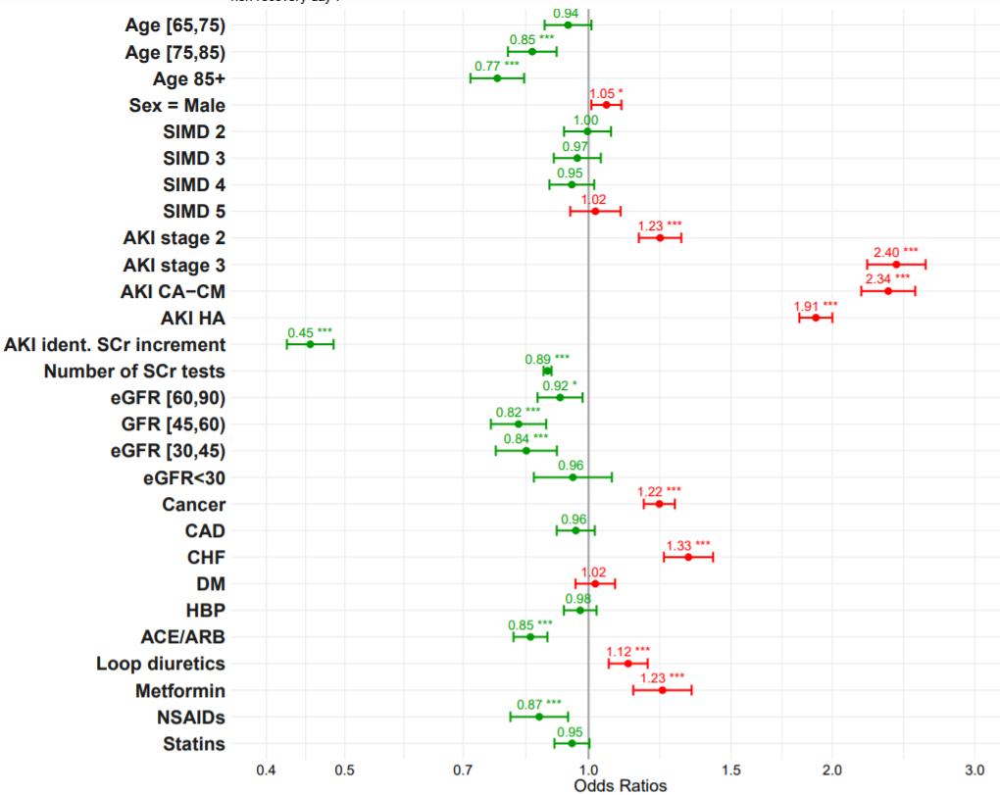 Age [65,75) 0.94
Age [75,85) 0.85 ***
Age 85+ 0.77 ***
Sex = Male 1.05 *
SIMD 2 1.00
SIMD 3 0.97
SIMD 4 0.95
SIMD 5 1.02
AKI stage 2 1.23 ***
AKI stage 3 2.40 ***
AKI CA−CM 2.34 ***
AKI HA 1.91 ***
AKI ident. SCr increment 0.45 ***
Number of SCr tests 0.89 ***
eGFR [60,90) 0.92 *
GFR [45,60) 0.82 ***
eGFR [30,45) 0.84 ***
eGFR<30 0.96
Cancer 1.22 ***
CAD 0.96
CHF 1.33 ***
DM 1.02
HBP 0.98
ACE/ARB 0.85 ***
Loop diuretics 1.12 ***
Metformin 1.23 ***
NSAIDs 0.87 ***
Statins 0.95
0.4 0.5 0.7 1.0 1.5 2.0 3.0
Odds Ratios